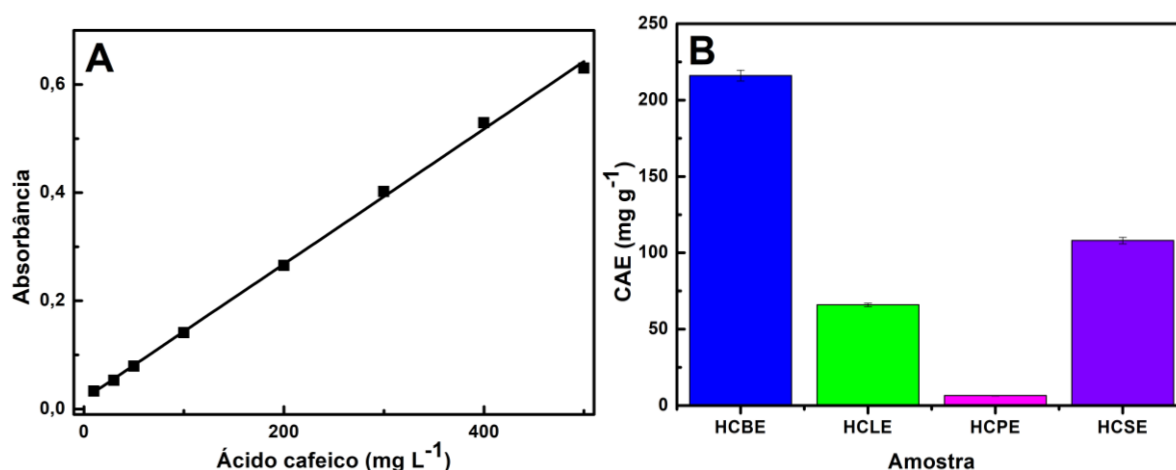 A
Absorbância
0,6
0,4
0,2
0,0
0
200
400
Ácido cafeico (mg L⁻¹)
B
CAE (mg g⁻¹)
250
200
150
100
50
0
HCBE HCLE HCPE HCSE
Amostra